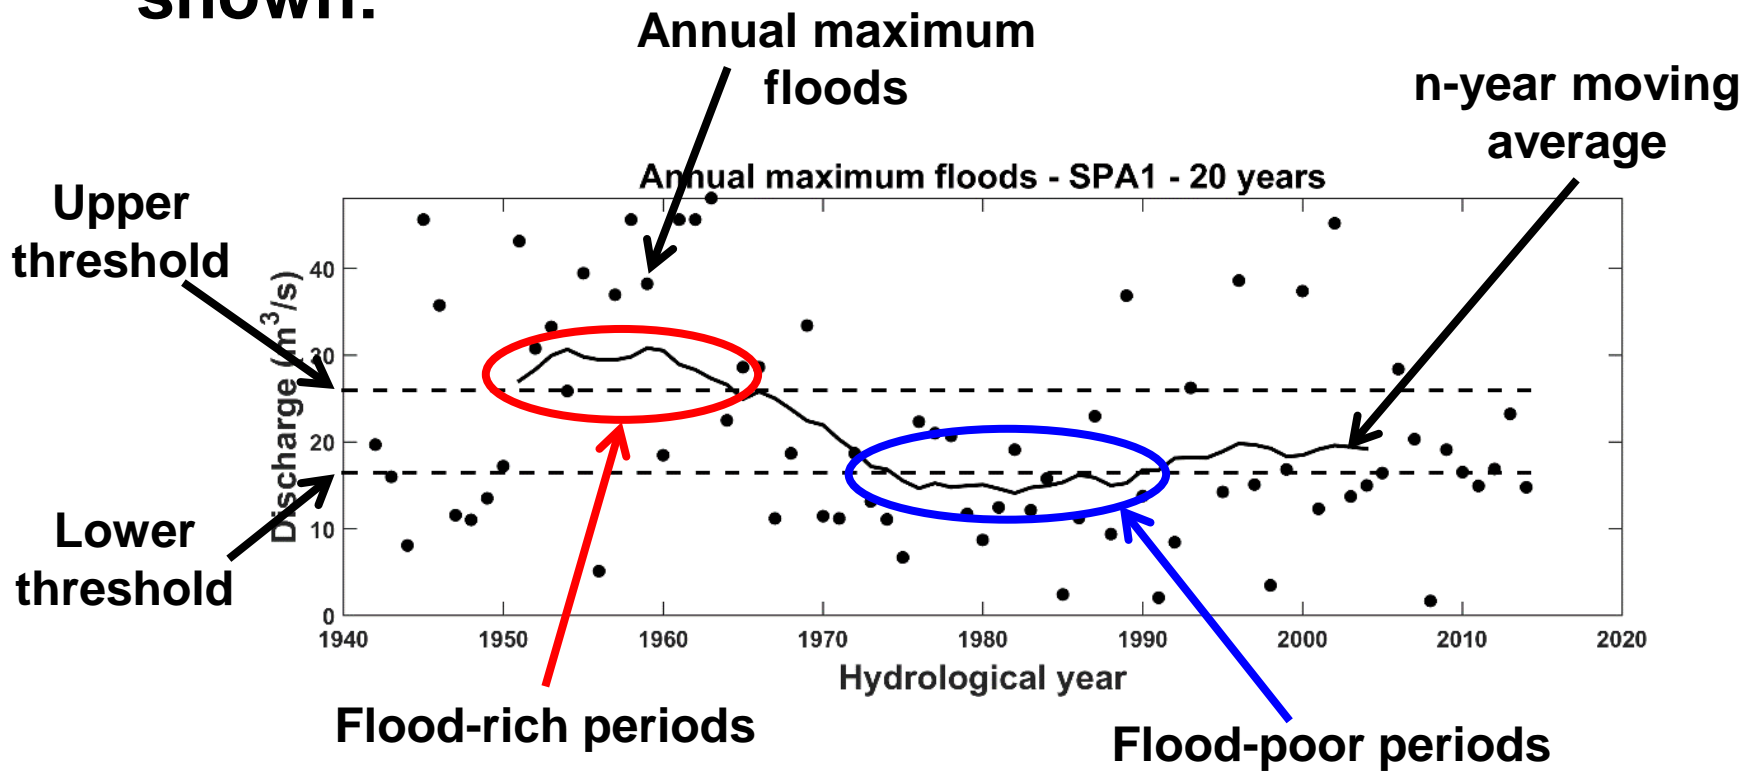 shown.
Annual maximum
floods
n-year moving
average
Upper
threshold
Annual maximum floods - SPA1 - 20 years
Discharge (m³/s)
40
30
20
10
0
Lower
threshold
1940 1950 1960 1970 1980 1990 2000 2010 2020
Hydrological year
Flood-rich periods
Flood-poor periods